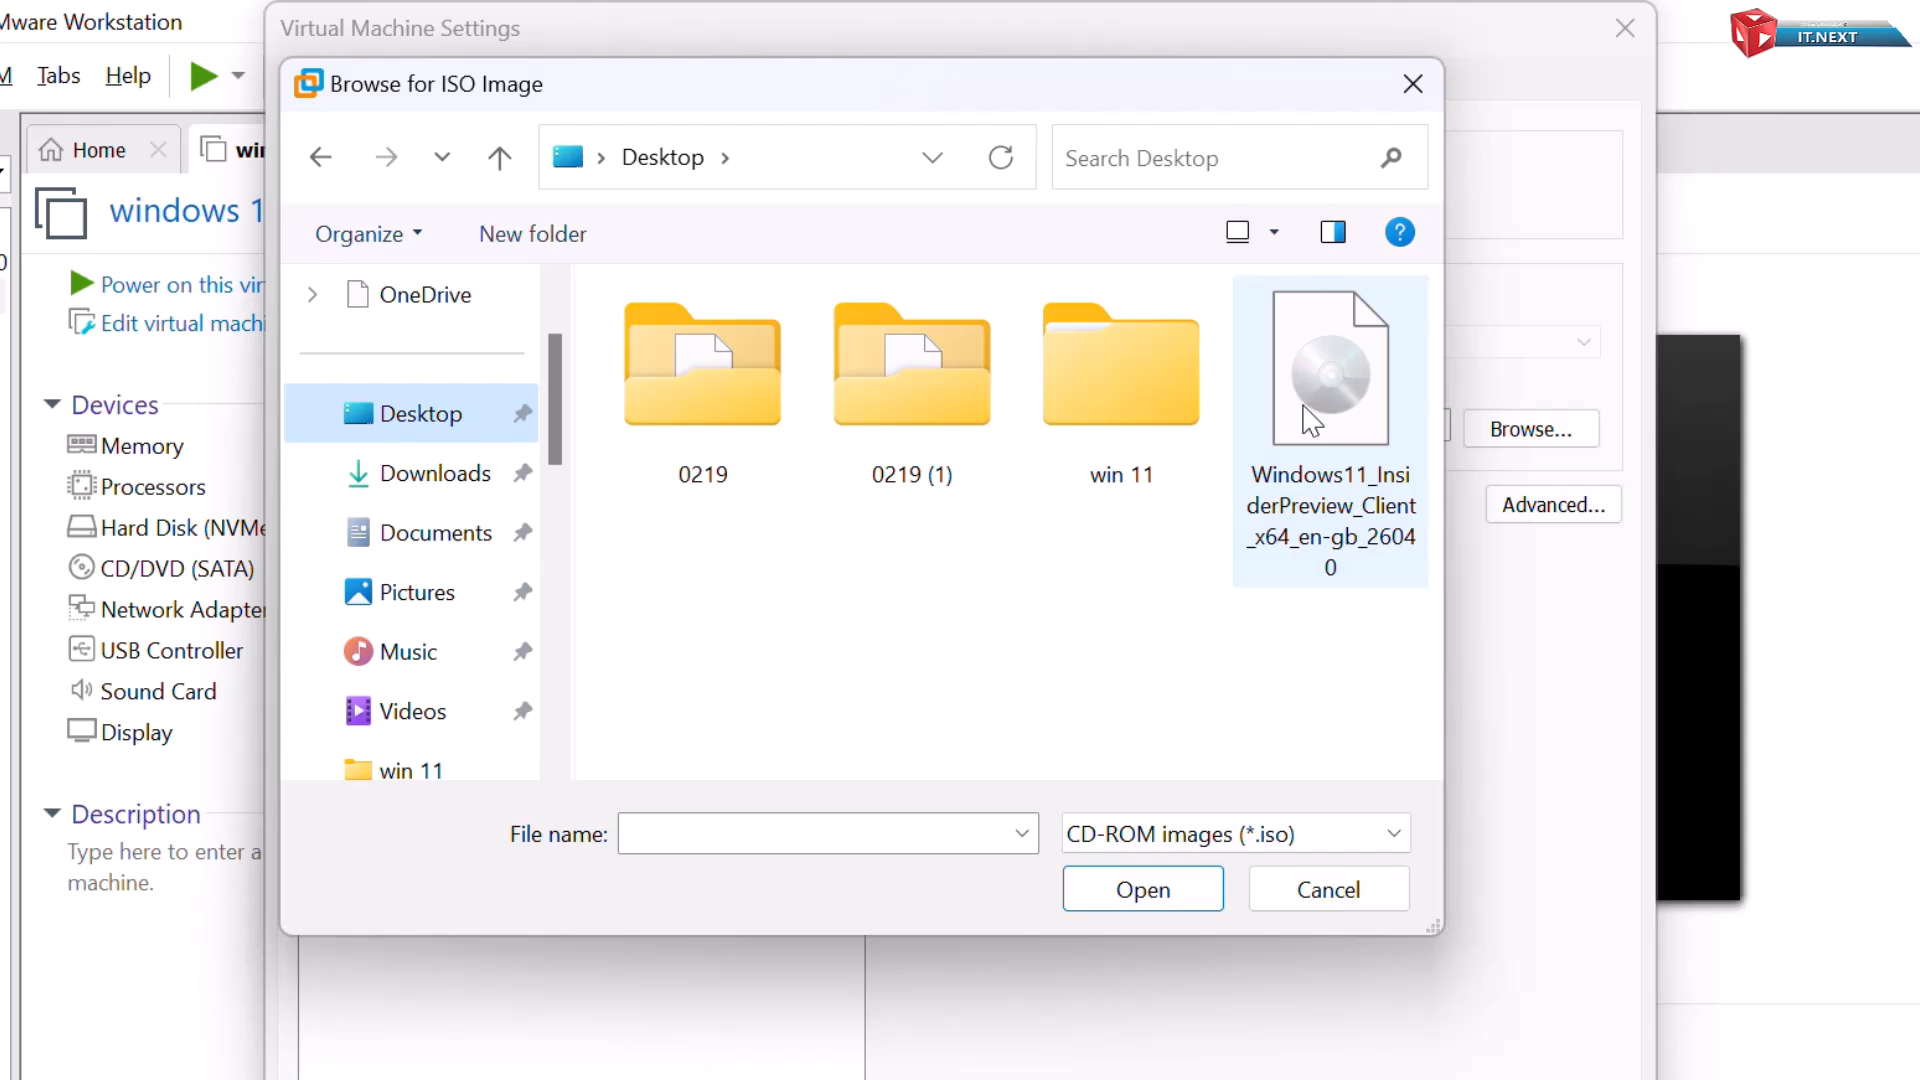 Mware Workstation
Virtual Machine Settings
IT.NEXT
M Tabs Help
Browse for ISO Image
Home
win
Desktop
Search Desktop
windows 1
Organize
New folder
Power on this vir
Edit virtual machi
OneDrive
Devices
Memory
Processors
Hard Disk (NVMe
CD/DVD (SATA)
Network Adapter
USB Controller
Sound Card
Display
Desktop
Downloads
Documents
Pictures
Music
Videos
win 11
0219
0219 (1)
win 11
Windows11_Insi
derPreview_Client
_x64_en-gb_2604
0
Browse...
Advanced...
Description
Type here to enter a
machine.
File name:
CD-ROM images (*.iso)
Open
Cancel